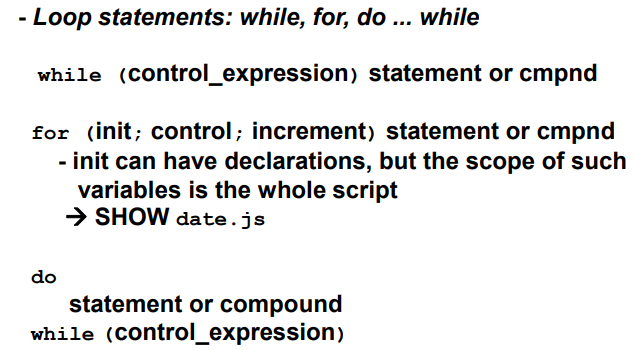 - Loop statements: while, for, do ... while
while (control_expression) statement or cmpnd
for (init; control; increment) statement or cmpnd
- init can have declarations, but the scope of such
variables is the whole script
→ SHOW date.js
do
statement or compound
while (control_expression)